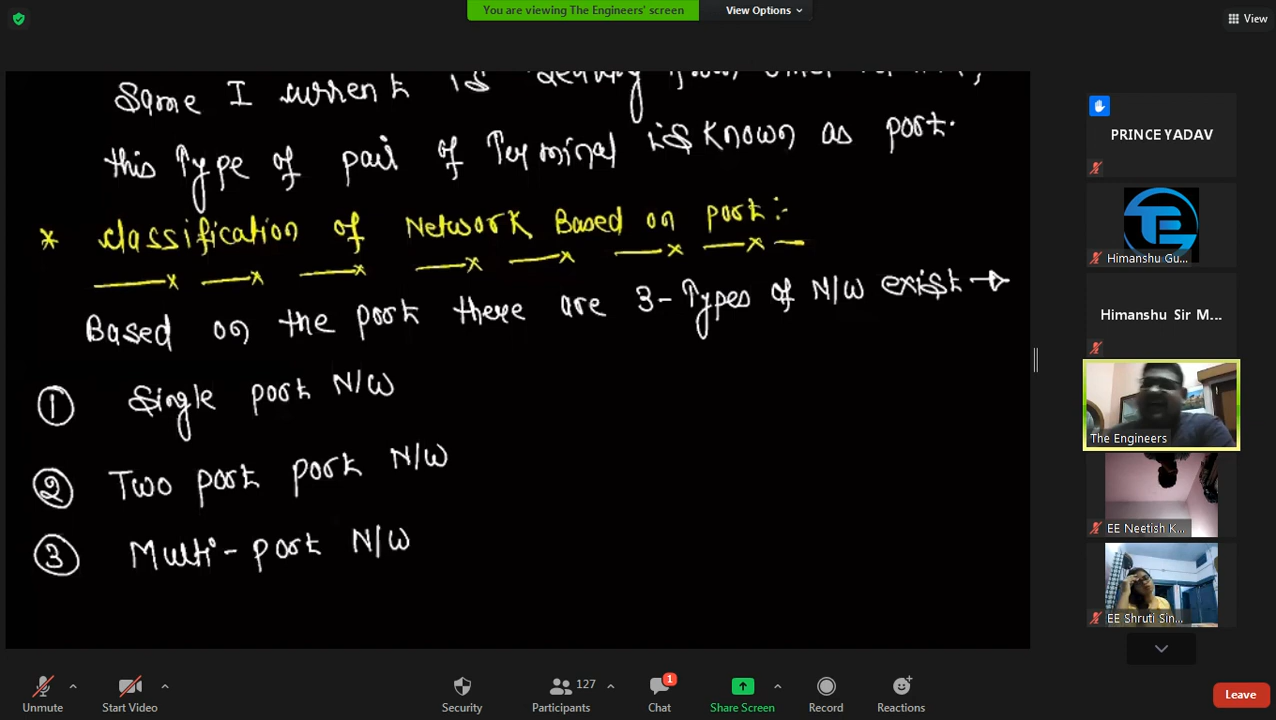 You are viewing The Engineers' screen
View Options
View
Same I current is
this Type of pair of Terminal is known as port.
* Classification of Network Based on port :-
Based on the port there are 3-Types of N/W exist →
① Single port N/W
② Two port port N/W
③ Multi-port N/W
PRINCE YADAV
Himanshu Gu...
Himanshu Sir M...
The Engineers
EE Neetish K...
EE Shruti Sin...
Unmute
Start Video
Security
127
Participants
1
Chat
Share Screen
Record
Reactions
Leave